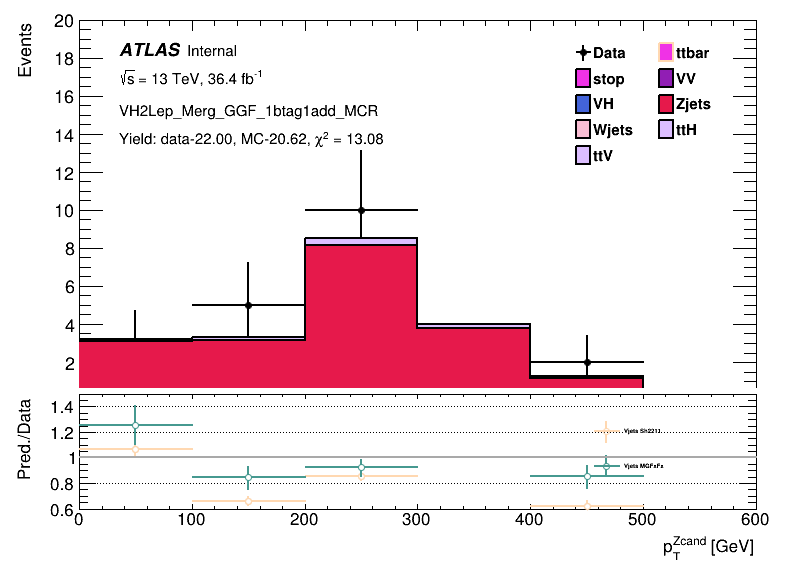 Events
20
18
16
14
12
10
8
6
4
2
ATLAS Internal
√s = 13 TeV, 36.4 fb⁻¹
VH2Lep_Merg_GGF_1btag1add_MCR
Yield: data-22.00, MC-20.62, χ² = 13.08
Data ttbar
stop VV
VH Zjets
Wjets ttH
ttV
Pred./Data
1.4
1.2
1
0.8
0.6
Vjets Sh2211
Vjets MGFxFx
0 100 200 300 400 500 600
p_T^Zcand [GeV]